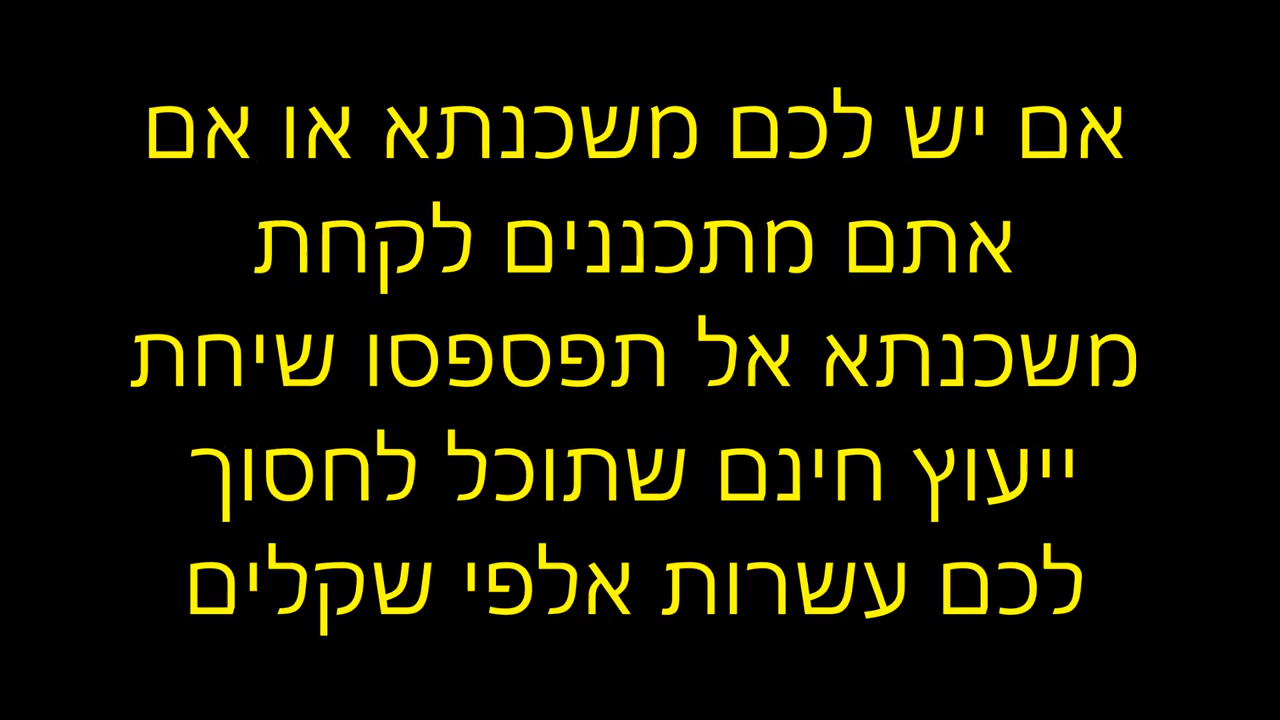 אם יש לכם משכנתא או אם
אתם מתכננים לקחת
משכנתא אל תפספסו שיחת
ייעוץ חינם שתוכל לחסוך
לכם עשרות אלפי שקלים